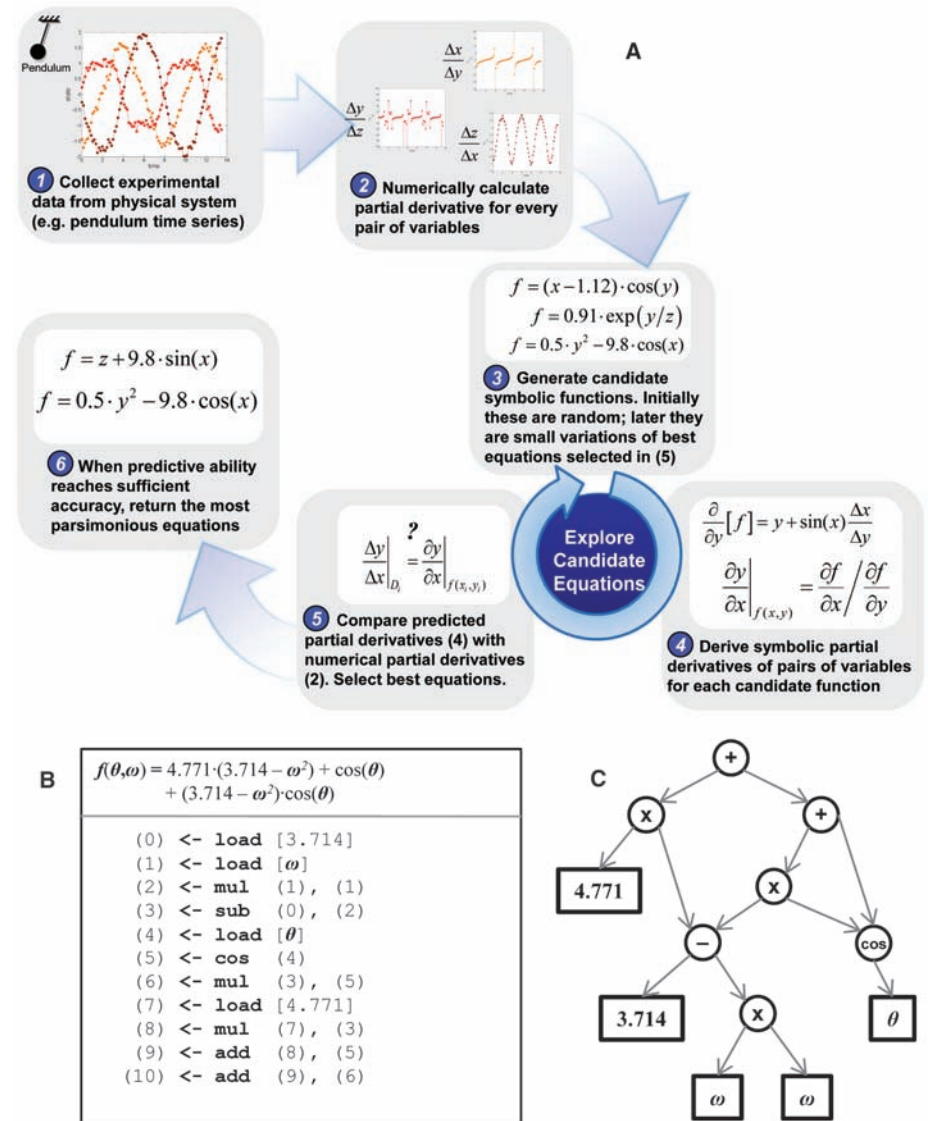 Pendulum
state
time
1 Collect experimental
data from physical system
(e.g. pendulum time series)
Δx/Δy
Δy/Δz
Δz/Δx
2 Numerically calculate
partial derivative for every
pair of variables
A
f = (x−1.12)·cos(y)
f = 0.91·exp(y/z)
f = 0.5·y² −9.8·cos(x)
3 Generate candidate
symbolic functions. Initially
these are random; later they
are small variations of best
equations selected in (5)
∂/∂y [f] = y + sin(x) Δx/Δy
∂y/∂x|f(x,y) = ∂f/∂x / ∂f/∂y
4 Derive symbolic partial
derivatives of pairs of variables
for each candidate function
Explore
Candidate
Equations
?
Δy/Δx|Di = ∂y/∂x|f(xi,yi)
5 Compare predicted
partial derivatives (4) with
numerical partial derivatives
(2). Select best equations.
f = z + 9.8·sin(x)
f = 0.5·y² −9.8·cos(x)
6 When predictive ability
reaches sufficient
accuracy, return the most
parsimonious equations
B
f(θ,ω) = 4.771·(3.714 – ω²) + cos(θ)
+ (3.714 – ω²)·cos(θ)
(0) <- load [3.714]
(1) <- load [ω]
(2) <- mul (1), (1)
(3) <- sub (0), (2)
(4) <- load [θ]
(5) <- cos (4)
(6) <- mul (3), (5)
(7) <- load [4.771]
(8) <- mul (7), (3)
(9) <- add (8), (5)
(10) <- add (9), (6)
C
+
x +
4.771 x
– cos
3.714 x θ
ω ω